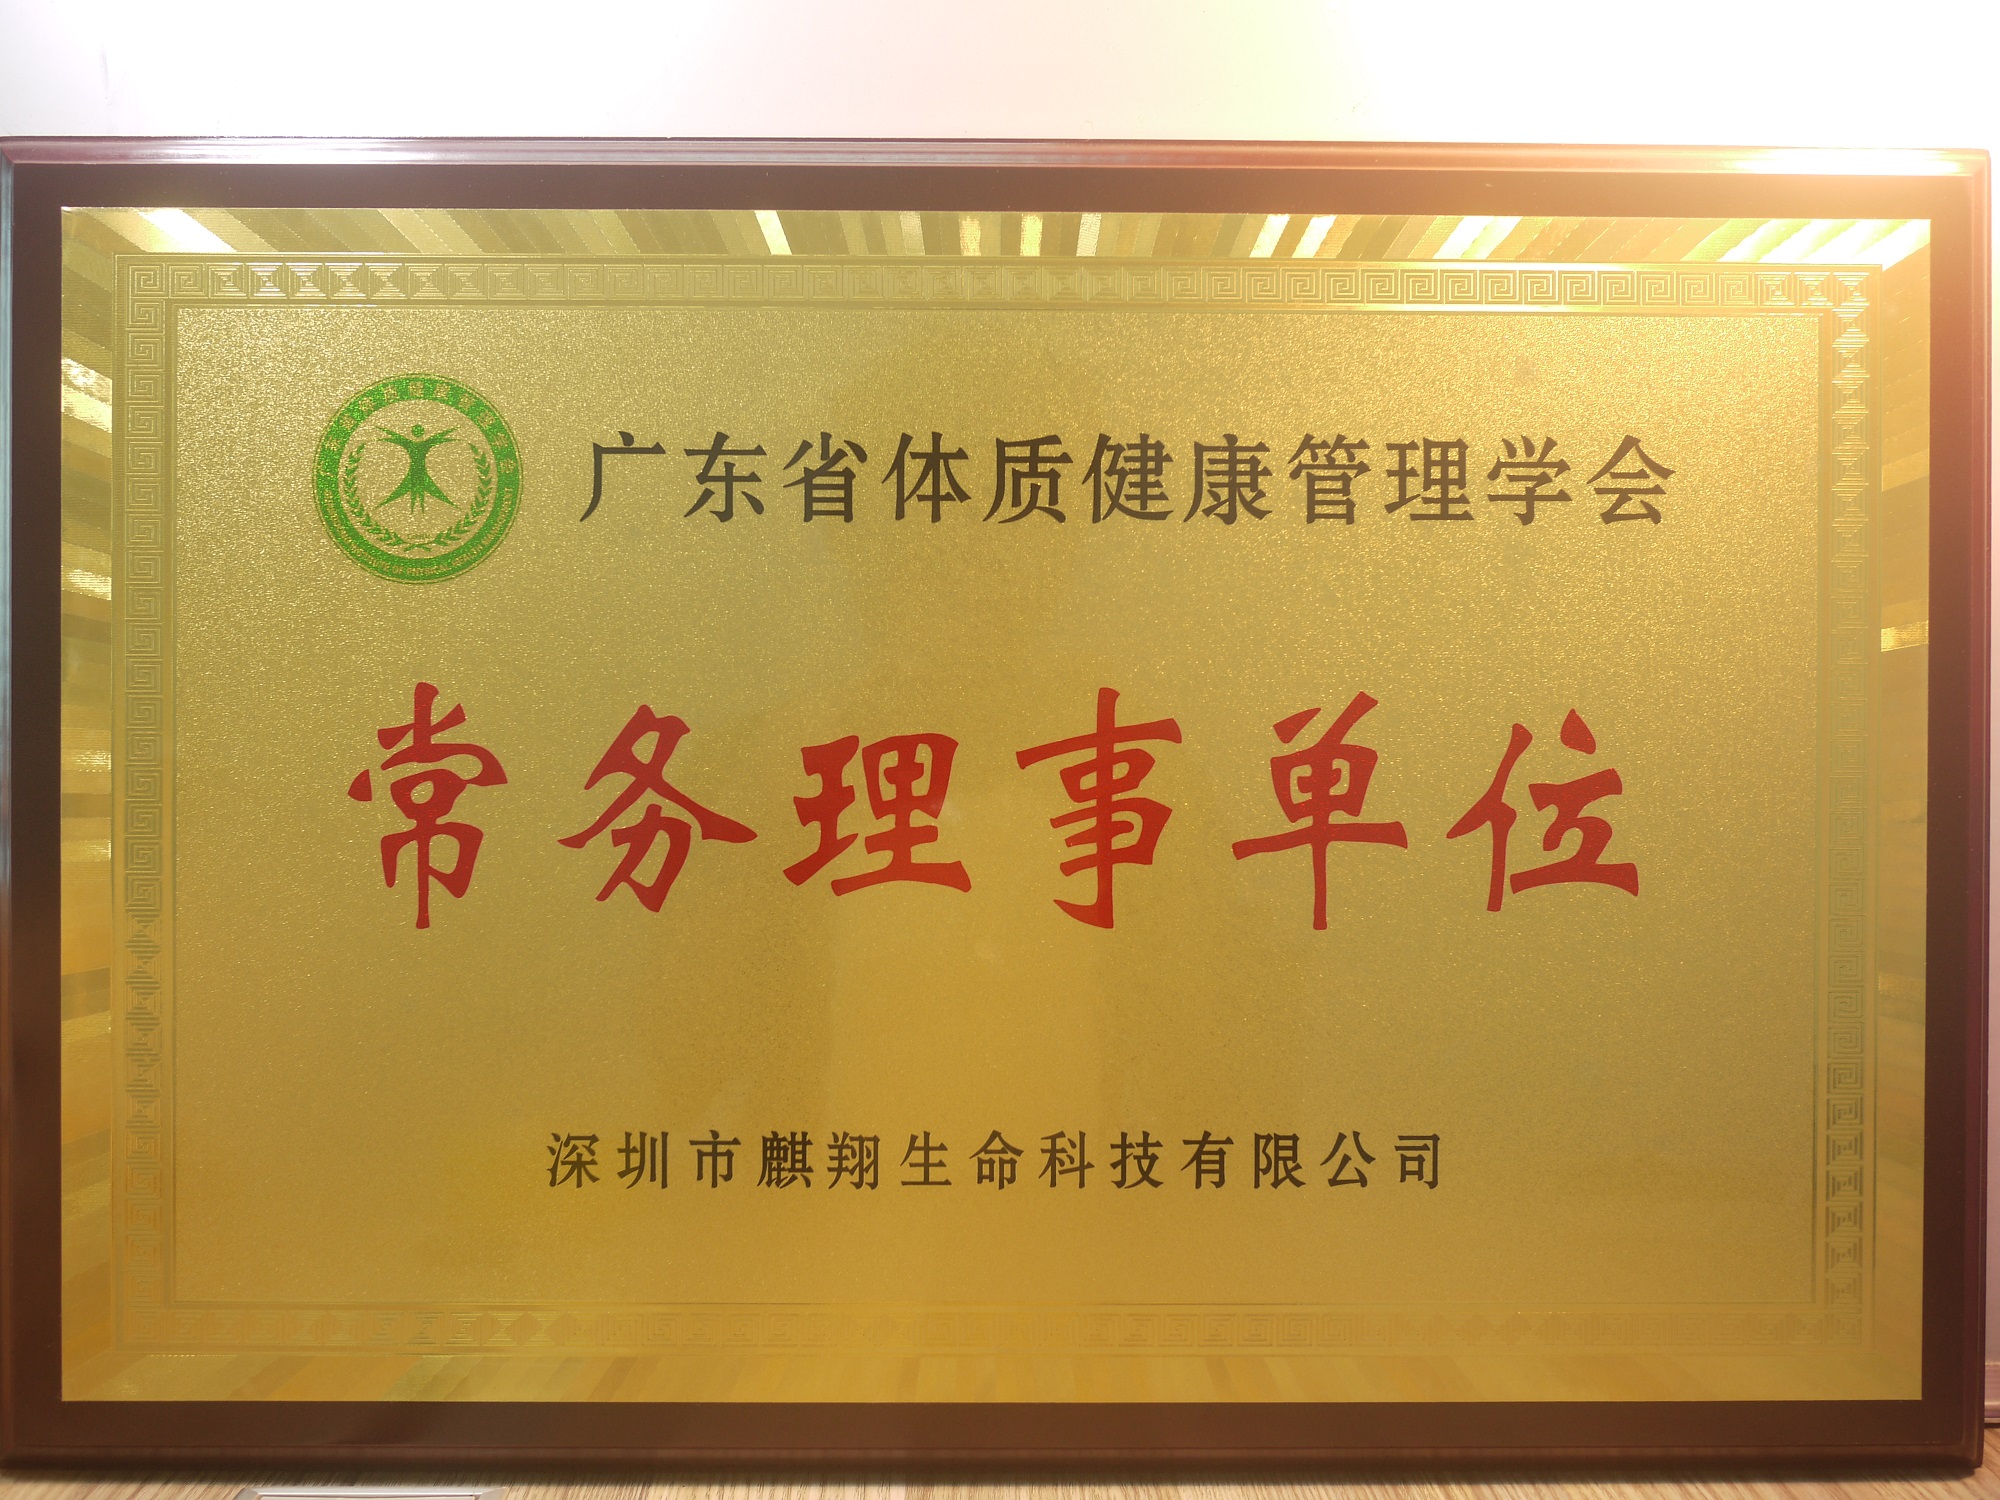 广东省体质健康管理学会
常务理事单位
深圳市麒翔生命科技有限公司